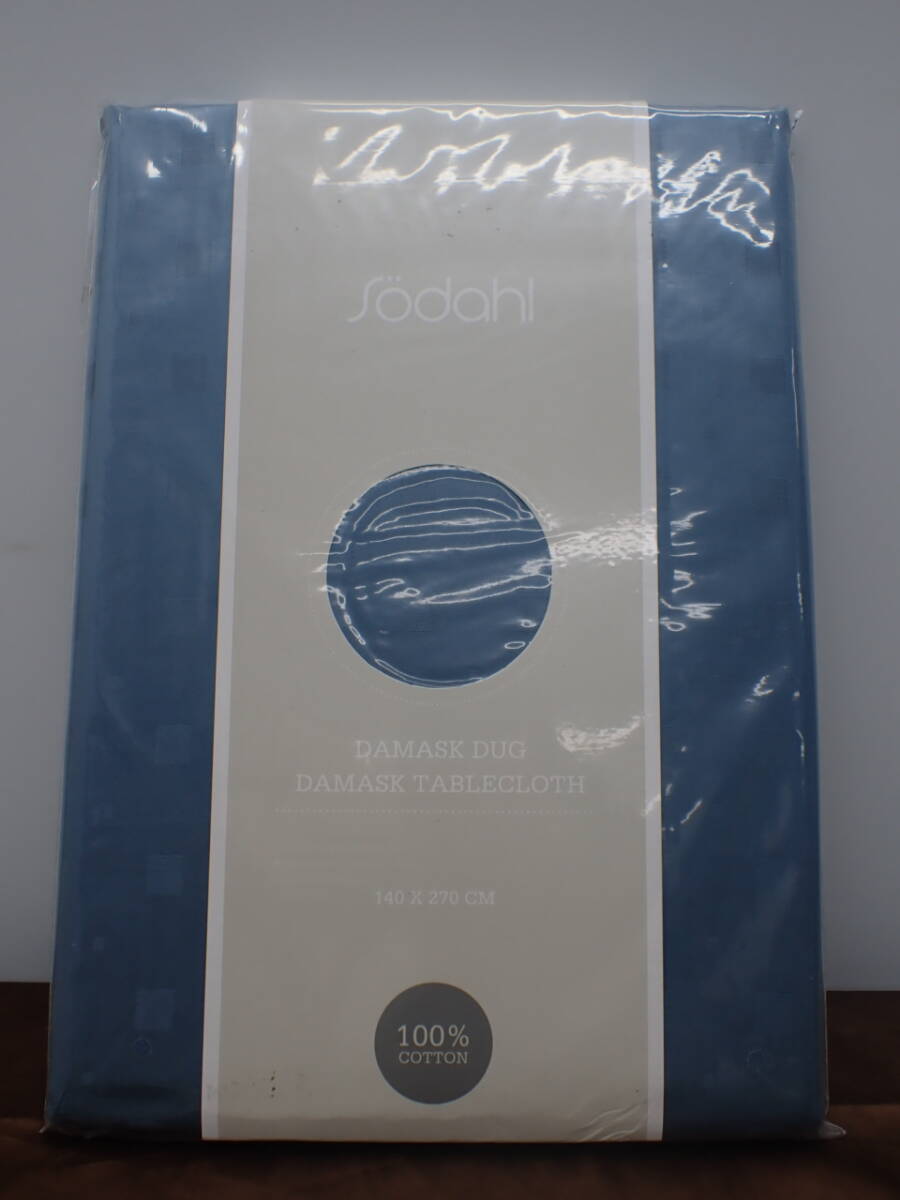 Södahl
DAMASK DUG
DAMASK TABLECLOTH
140 X 270 CM
100%
COTTON